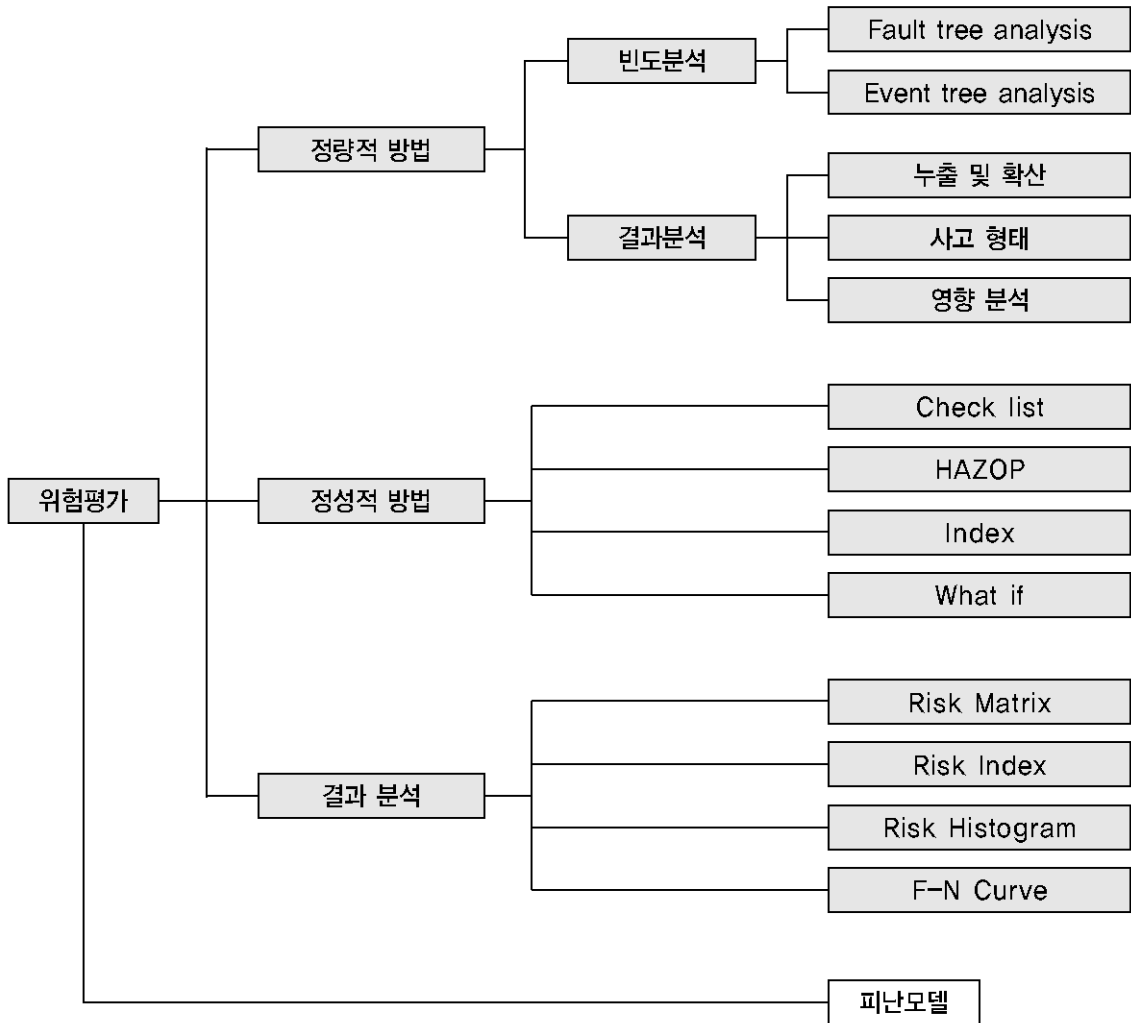 Fault tree analysis
빈도분석
Event tree analysis
정량적 방법
누출 및 확산
결과분석
사고 형태
영향 분석
Check list
HAZOP
위험평가
정성적 방법
Index
What if
Risk Matrix
Risk Index
결과 분석
Risk Histogram
F-N Curve
피난모델